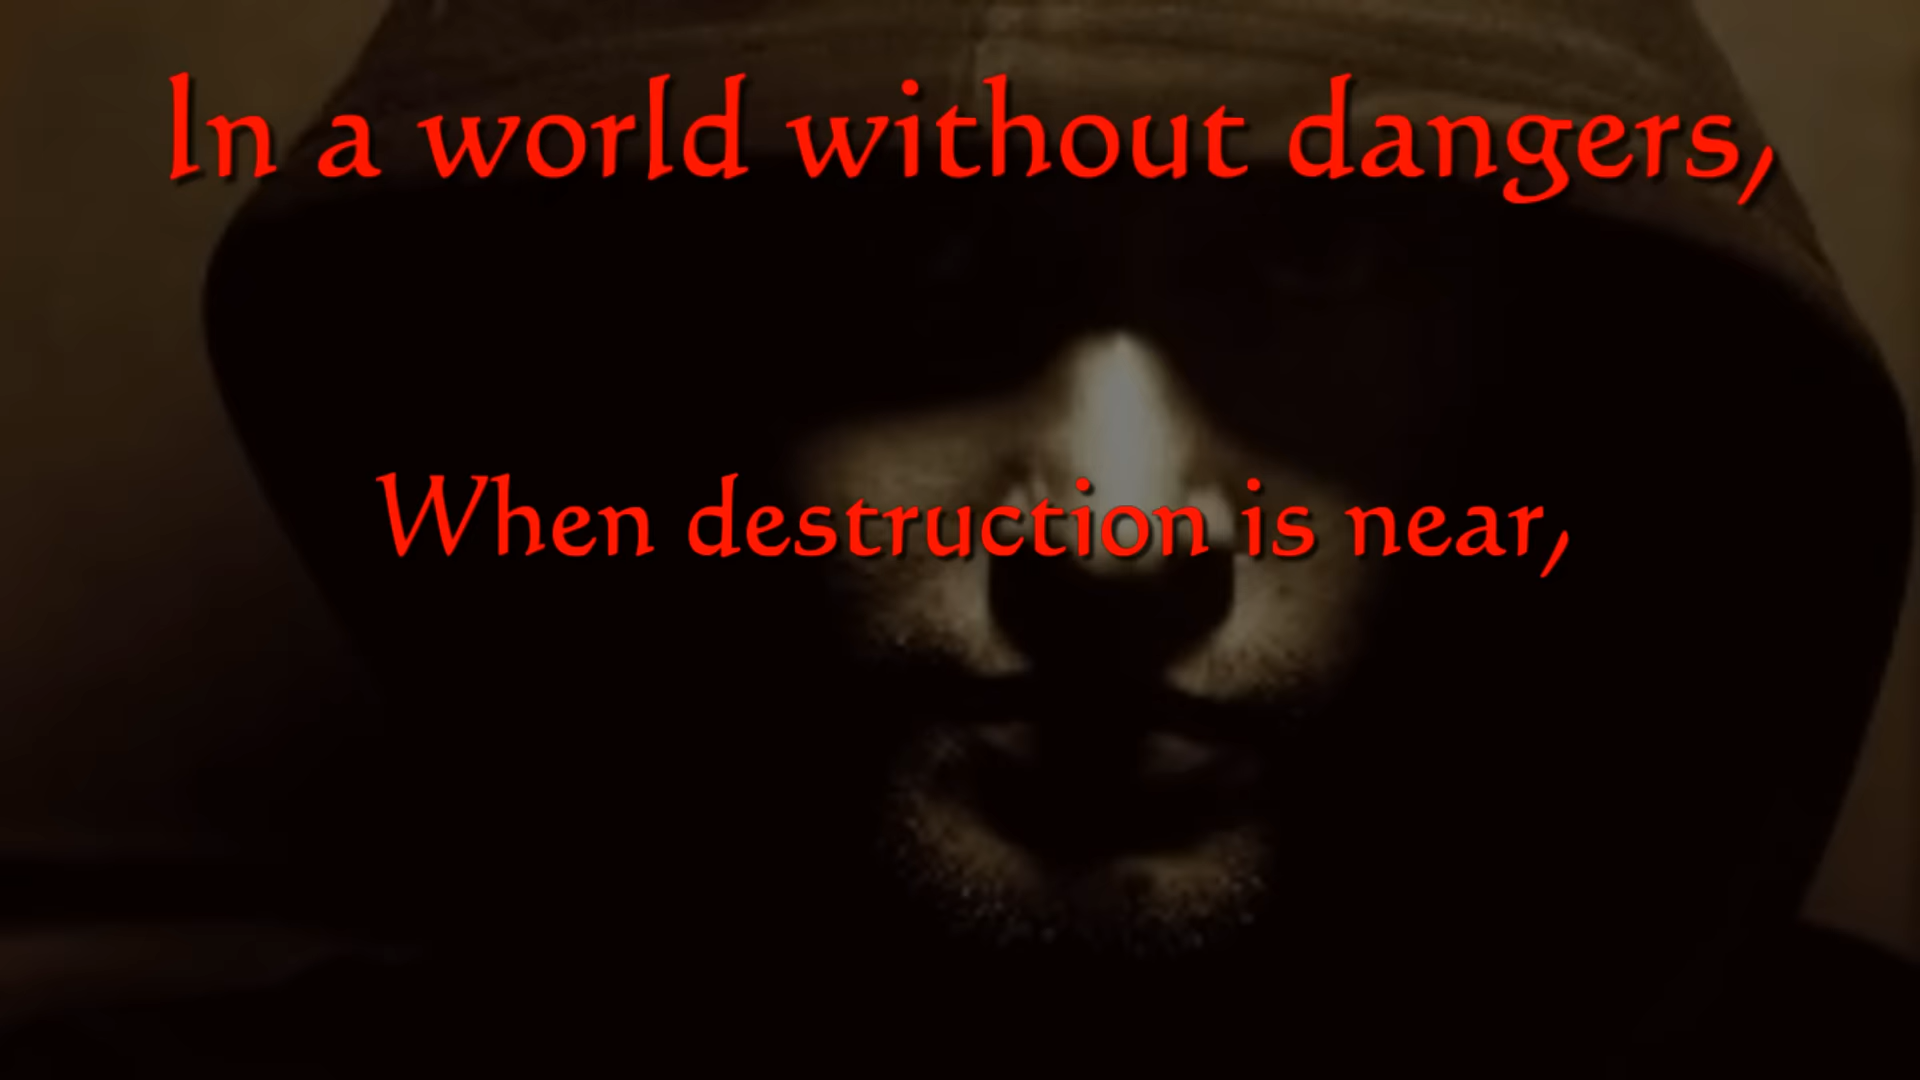 In a world without dangers,
When destruction is near,